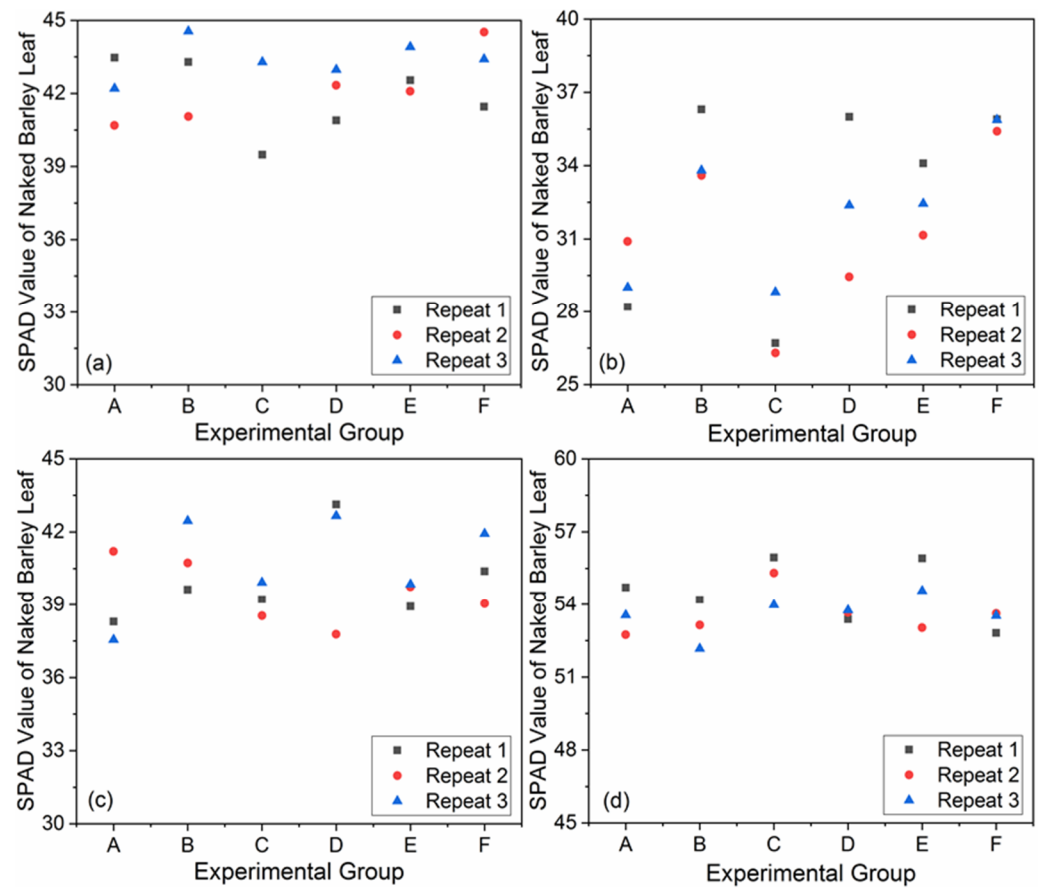 45
42
39
36
33
30
SPAD Value of Naked Barley Leaf
(a)
Repeat 1
Repeat 2
Repeat 3
A B C D E F
Experimental Group
40
37
34
31
28
25
SPAD Value of Naked Barley Leaf
(b)
Repeat 1
Repeat 2
Repeat 3
A B C D E F
Experimental Group
45
42
39
36
33
30
SPAD Value of Naked Barley Leaf
(c)
Repeat 1
Repeat 2
Repeat 3
A B C D E F
Experimental Group
60
57
54
51
48
45
SPAD Value of Naked Barley Leaf
(d)
Repeat 1
Repeat 2
Repeat 3
A B C D E F
Experimental Group